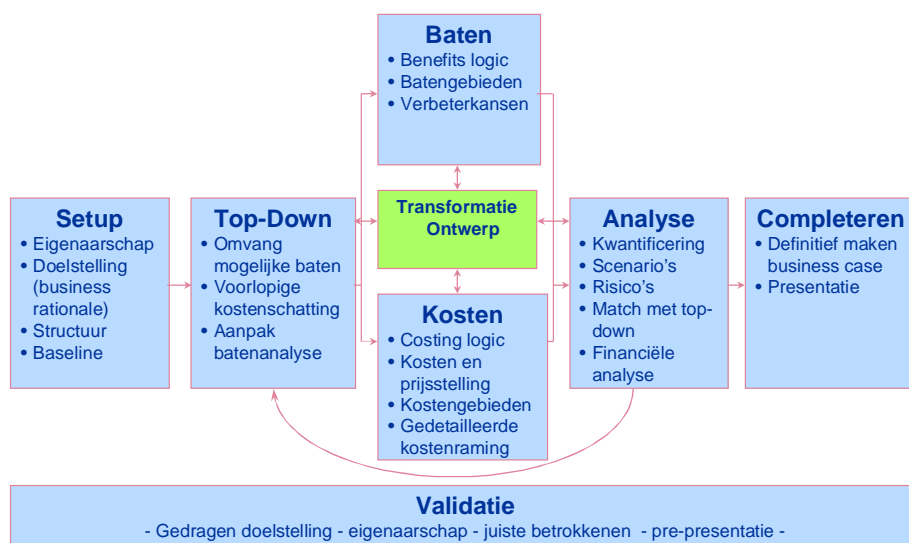 Baten
• Benefits logic
• Batengebieden
• Verbeterkansen
Setup
• Eigenaarschap
• Doelstelling
(business
rationale)
• Structuur
• Baseline
Top-Down
• Omvang
mogelijke baten
• Voorlopige
kostenschatting
• Aanpak
batenanalyse
Transformatie
Ontwerp
Kosten
• Costing logic
• Kosten en
prijsstelling
• Kostengebieden
• Gedetailleerde
kostenraming
Analyse
• Kwantificering
• Scenario's
• Risico's
• Match met top-
down
• Financiële
analyse
Completeren
• Definitief maken
business case
• Presentatie
Validatie
- Gedragen doelstelling - eigenaarschap - juiste betrokkenen - pre-presentatie -